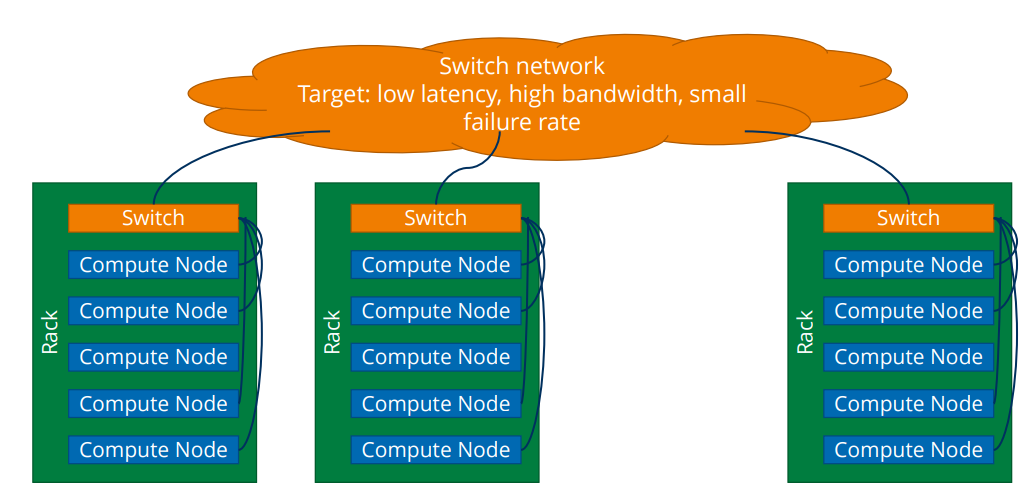 Switch network
Target: low latency, high bandwidth, small
failure rate
Rack
Switch
Compute Node
Compute Node
Compute Node
Compute Node
Compute Node
Rack
Switch
Compute Node
Compute Node
Compute Node
Compute Node
Compute Node
Rack
Switch
Compute Node
Compute Node
Compute Node
Compute Node
Compute Node